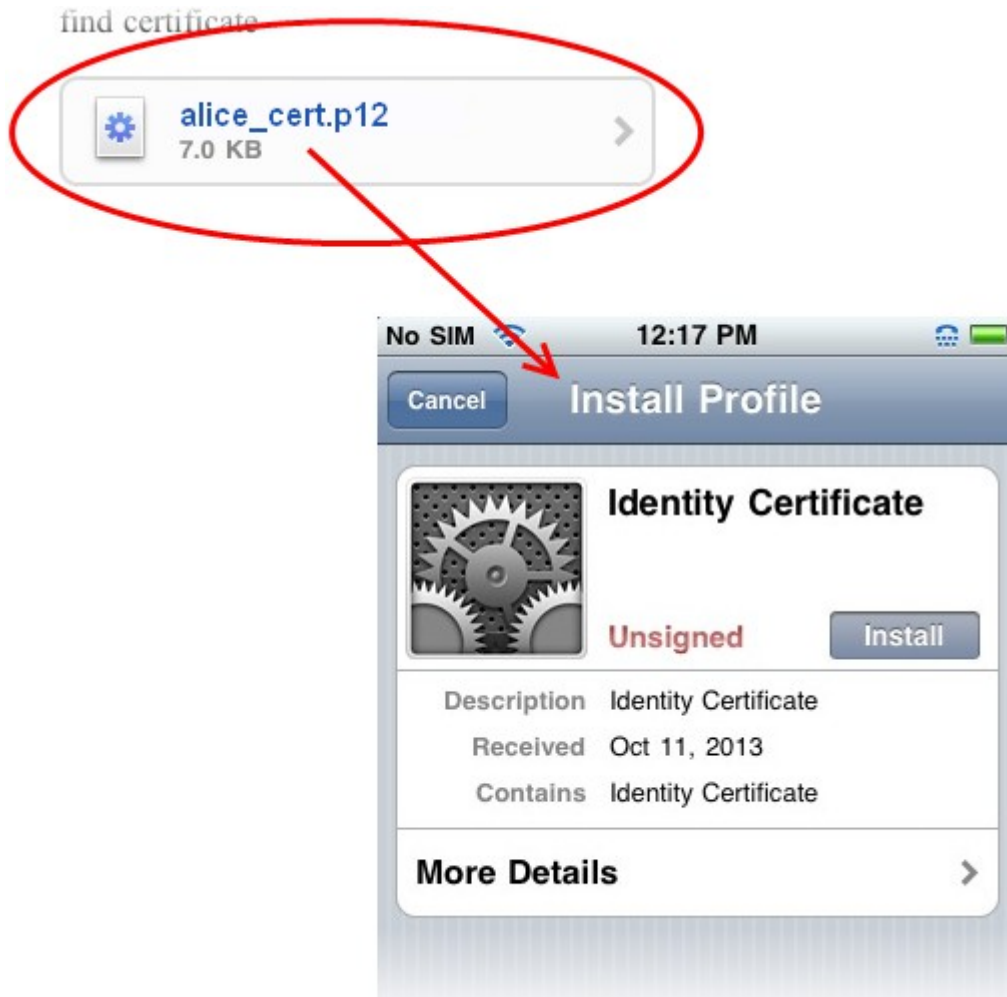 find certificate
alice_cert.p12
7.0 KB
No SIM 12:17 PM
Cancel Install Profile
Identity Certificate
Unsigned Install
Description Identity Certificate
Received Oct 11, 2013
Contains Identity Certificate
More Details